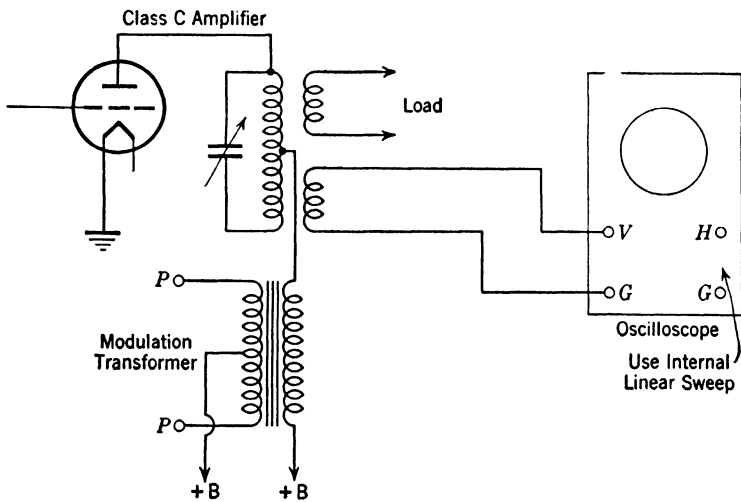 Class C Amplifier
Load
V
H
G
G
Oscilloscope
Use Internal
Linear Sweep
P
Modulation
Transformer
P
+ B
+ B